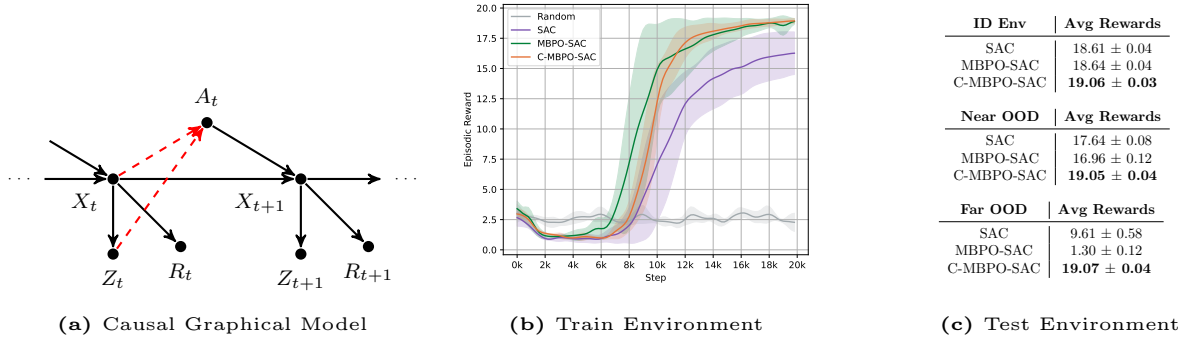 A_t
...
X_t
X_{t+1}
...
Z_t
R_t
Z_{t+1}
R_{t+1}
(a) Causal Graphical Model
Episodic Reward
20.0
17.5
15.0
12.5
10.0
7.5
5.0
2.5
0.0
Random
SAC
MBPO-SAC
C-MBPO-SAC
0k 2k 4k 6k 8k 10k 12k 14k 16k 18k 20k
Step
(b) Train Environment
ID Env Avg Rewards
SAC 18.61 ± 0.04
MBPO-SAC 18.64 ± 0.04
C-MBPO-SAC 19.06 ± 0.03
Near OOD Avg Rewards
SAC 17.64 ± 0.08
MBPO-SAC 16.96 ± 0.12
C-MBPO-SAC 19.05 ± 0.04
Far OOD Avg Rewards
SAC 9.61 ± 0.58
MBPO-SAC 1.30 ± 0.12
C-MBPO-SAC 19.07 ± 0.04
(c) Test Environment